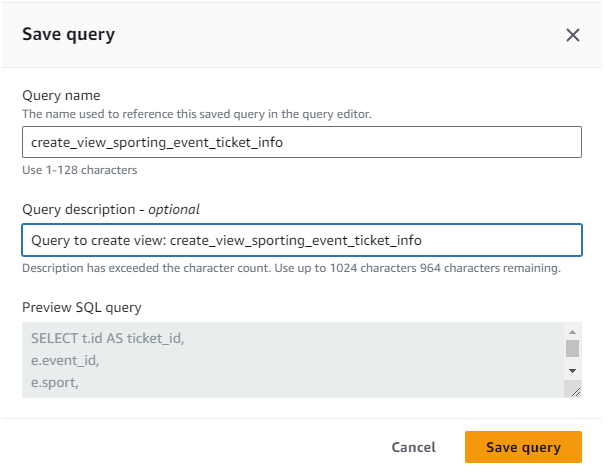 Save query
Query name
The name used to reference this saved query in the query editor.
create_view_sporting_event_ticket_info
Use 1-128 characters
Query description - optional
Query to create view: create_view_sporting_event_ticket_info
Description has exceeded the character count. Use up to 1024 characters 964 characters remaining.
Preview SQL query
SELECT t.id AS ticket_id,
e.event_id,
e.sport,
Cancel
Save query